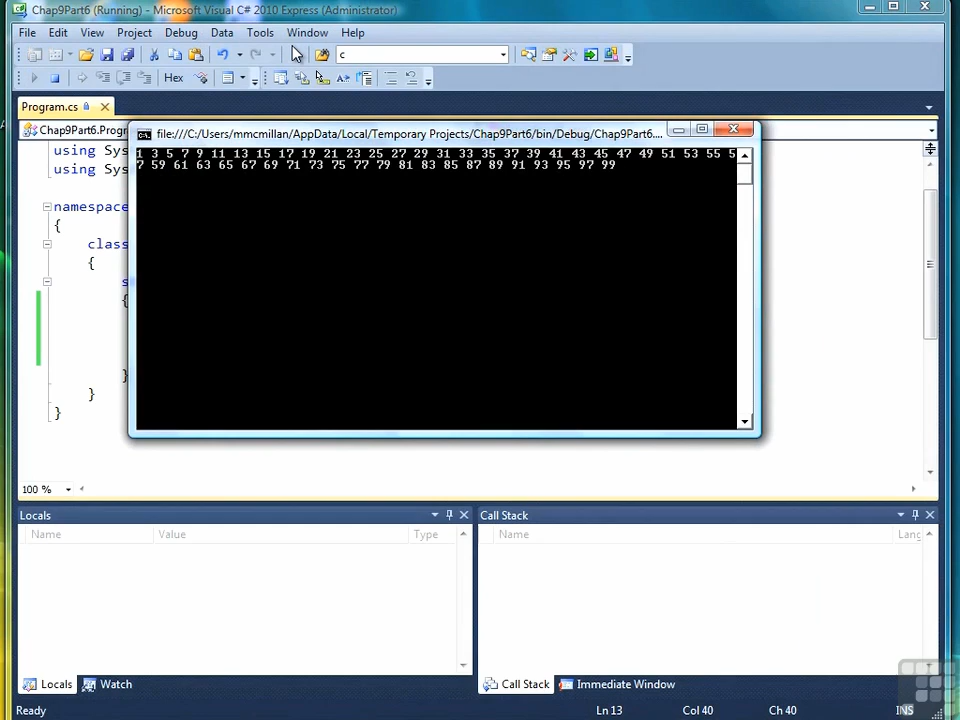 Chap9Part6 (Running) - Microsoft Visual C# 2010 Express (Administrator)
File Edit View Project Debug Data Tools Window Help
c
Hex
Program.cs
Chap9Part6.Progr
file:///C:/Users/mmcmillan/AppData/Local/Temporary Projects/Chap9Part6/bin/Debug/Chap9Part6....
1 3 5 7 9 11 13 15 17 19 21 23 25 27 29 31 33 35 37 39 41 43 45 47 49 51 53 55 5
7 59 61 63 65 67 69 71 73 75 77 79 81 83 85 87 89 91 93 95 97 99
using Sys
using Sys
namespace
{
class
{
s
{
}
}
}
100 %
Locals
Name Value Type
Call Stack
Name Lang
Locals Watch
Call Stack Immediate Window
Ready Ln 13 Col 40 Ch 40 INS